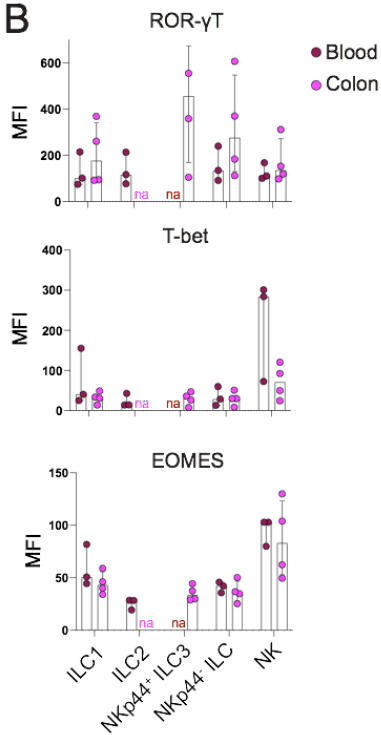 B
ROR-γT
Blood
Colon
MFI
600
400
200
0
na
na
T-bet
MFI
400
300
200
100
0
na
na
EOMES
MFI
150
100
50
0
na
na
ILC1
ILC2
NKp44+ ILC3
NKp44- ILC
NK